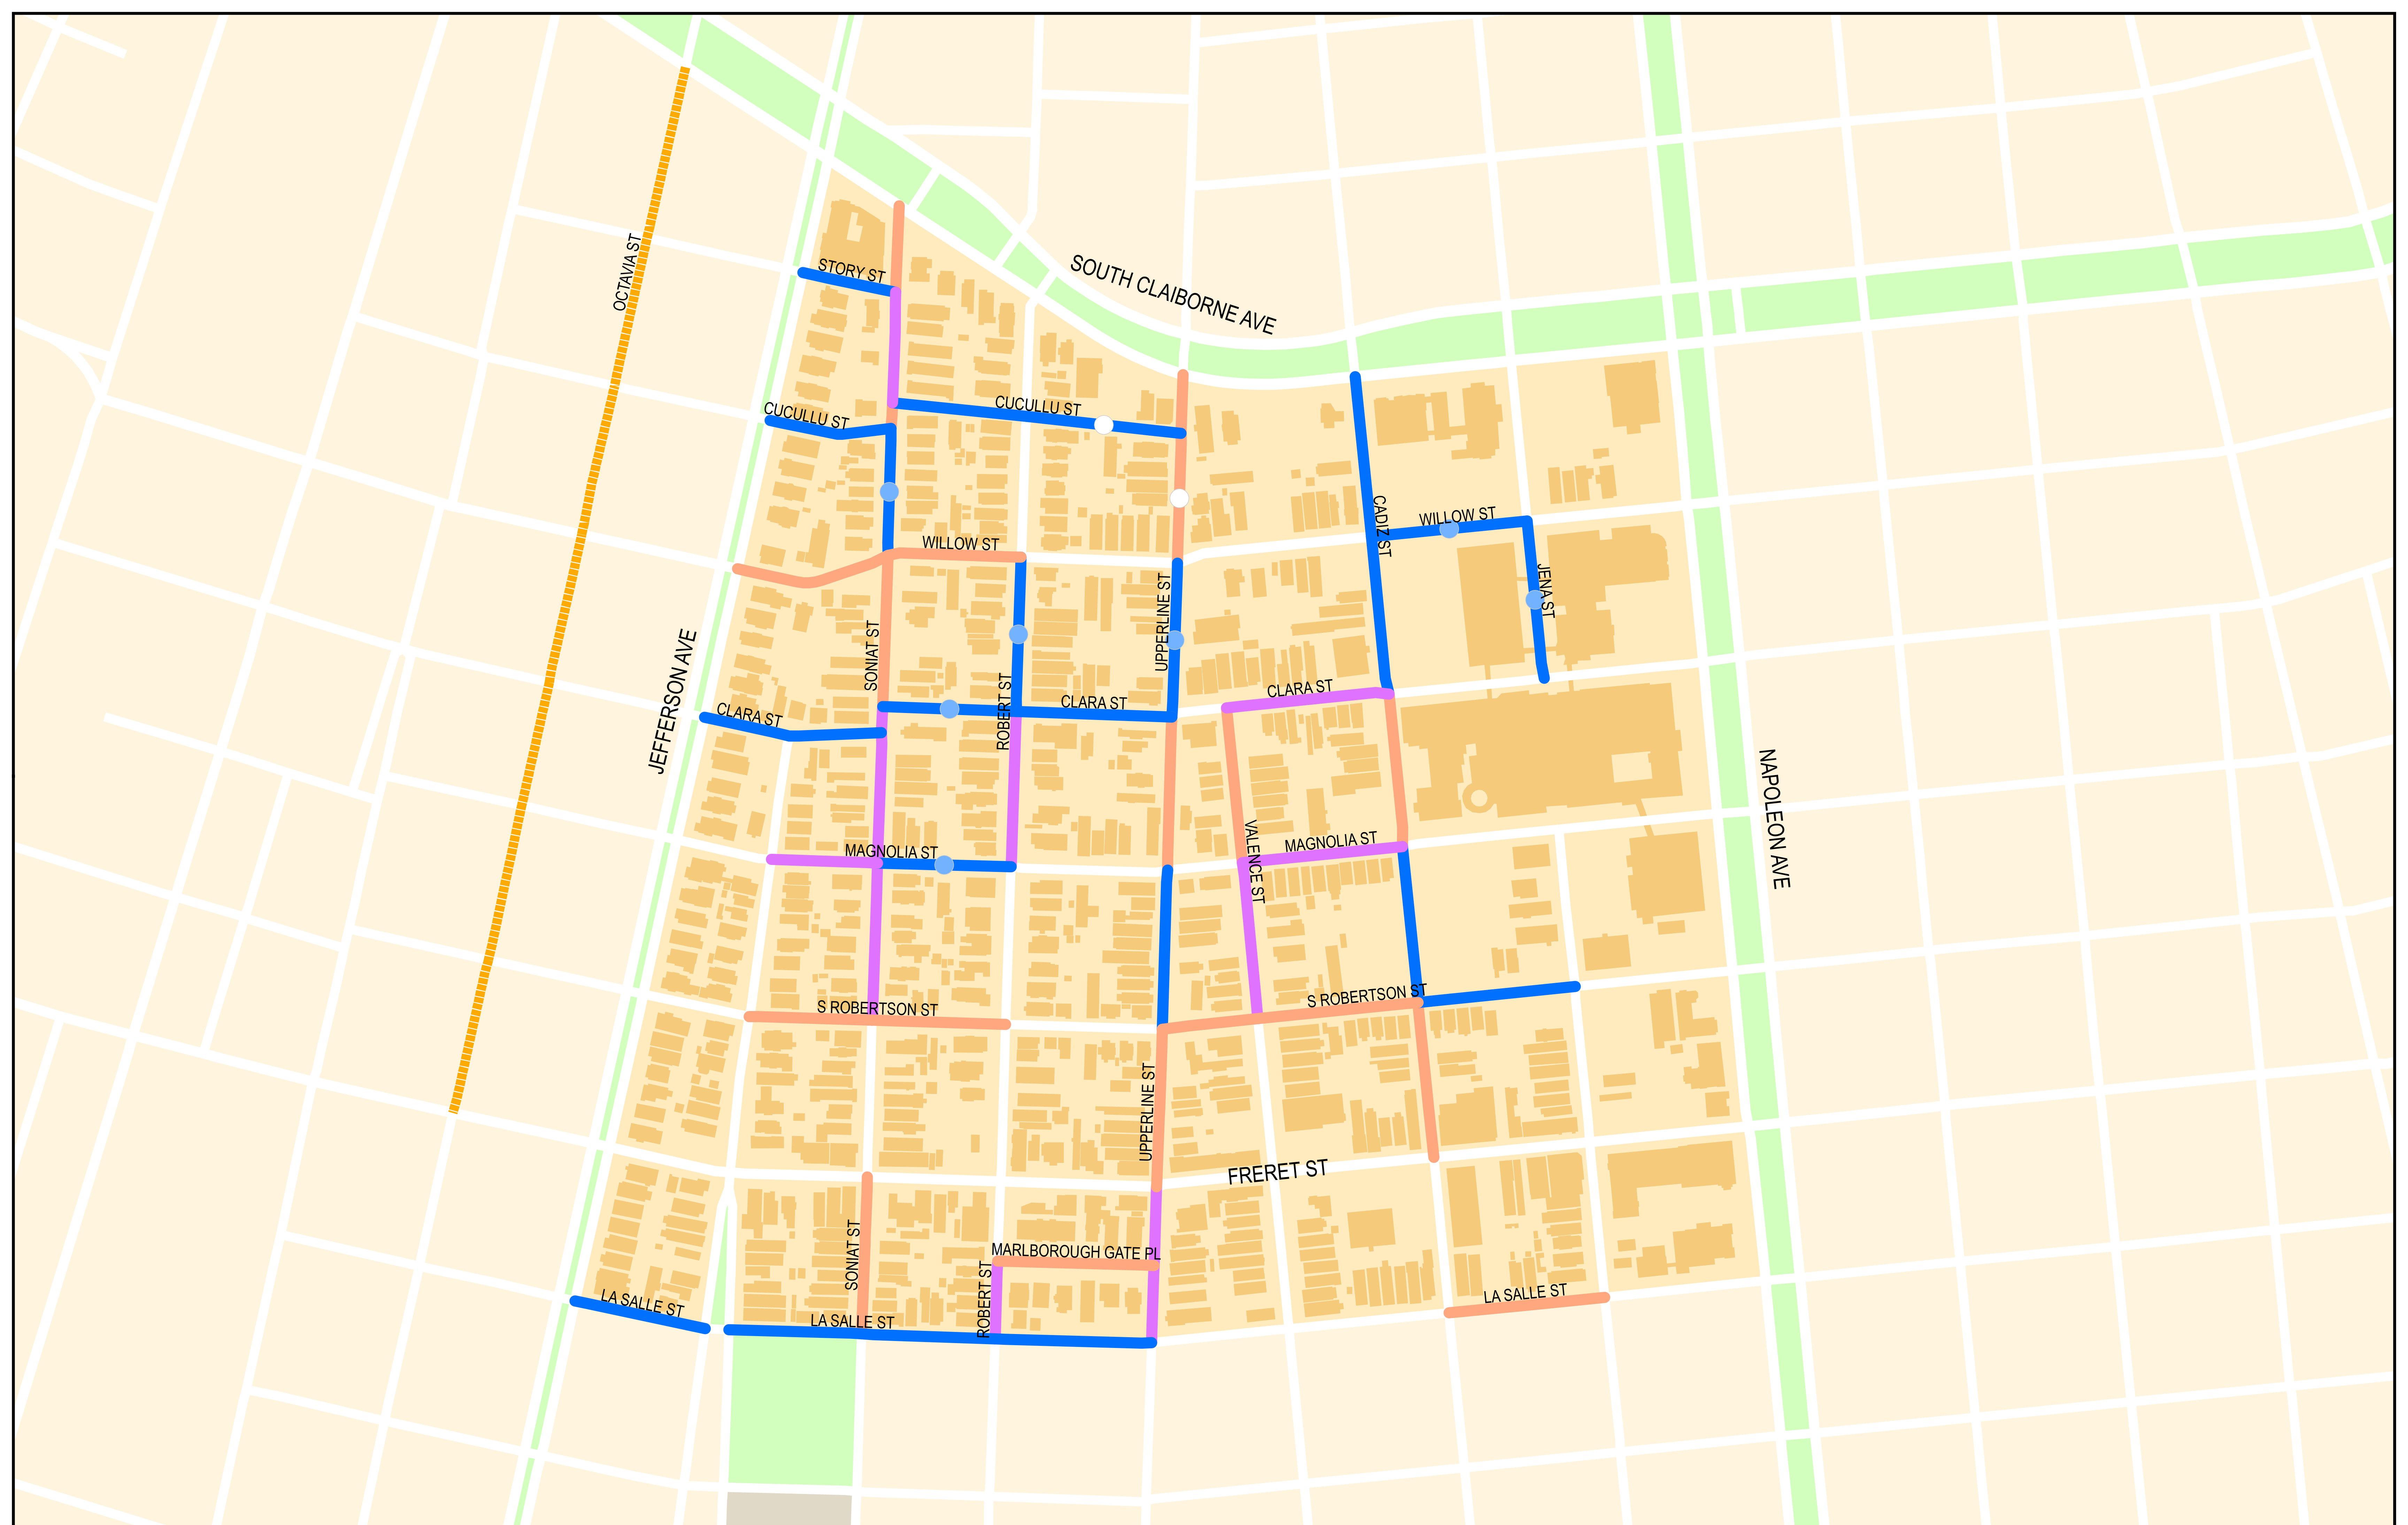 OCTAVIA ST
STORY ST
SOUTH CLAIBORNE AVE
CUCULLU ST
CUCULLU ST
CADIZ ST
WILLOW ST
WILLOW ST
JENA ST
UPPERLINE ST
SONIAT ST
JEFFERSON AVE
ROBERT ST
CLARA ST
CLARA ST
CLARA ST
NAPOLEON AVE
VALENCE ST
MAGNOLIA ST
MAGNOLIA ST
S ROBERTSON ST
S ROBERTSON ST
UPPERLINE ST
FRERET ST
SONIAT ST
MARLBOROUGH GATE PL
ROBERT ST
LA SALLE ST
LA SALLE ST
LA SALLE ST